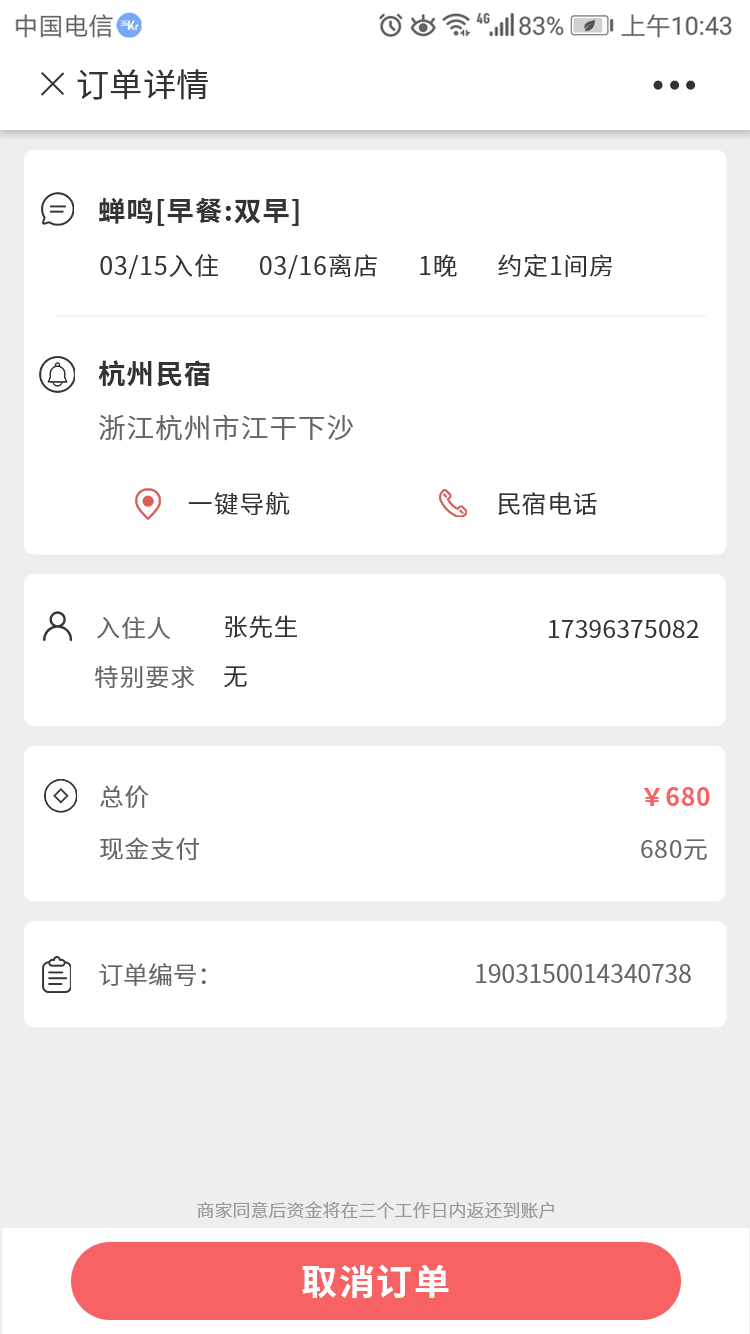 中国电信 36Kr 4G 83% 上午10:43
订单详情
蝉鸣[早餐:双早]
03/15入住 03/16离店 1晚 约定1间房
杭州民宿
浙江杭州市江干下沙
一键导航 民宿电话
入住人 张先生 17396375082
特别要求 无
总价 ￥680
现金支付 680元
订单编号: 1903150014340738
商家同意后资金将在三个工作日内返还到账户
取消订单